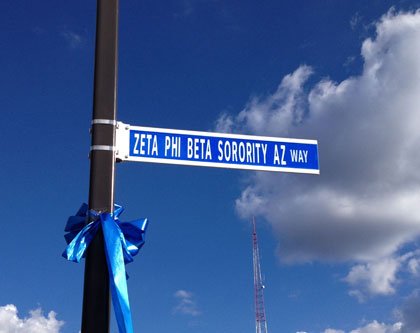 ZETA PHI BETA SORORITY AZ WAY